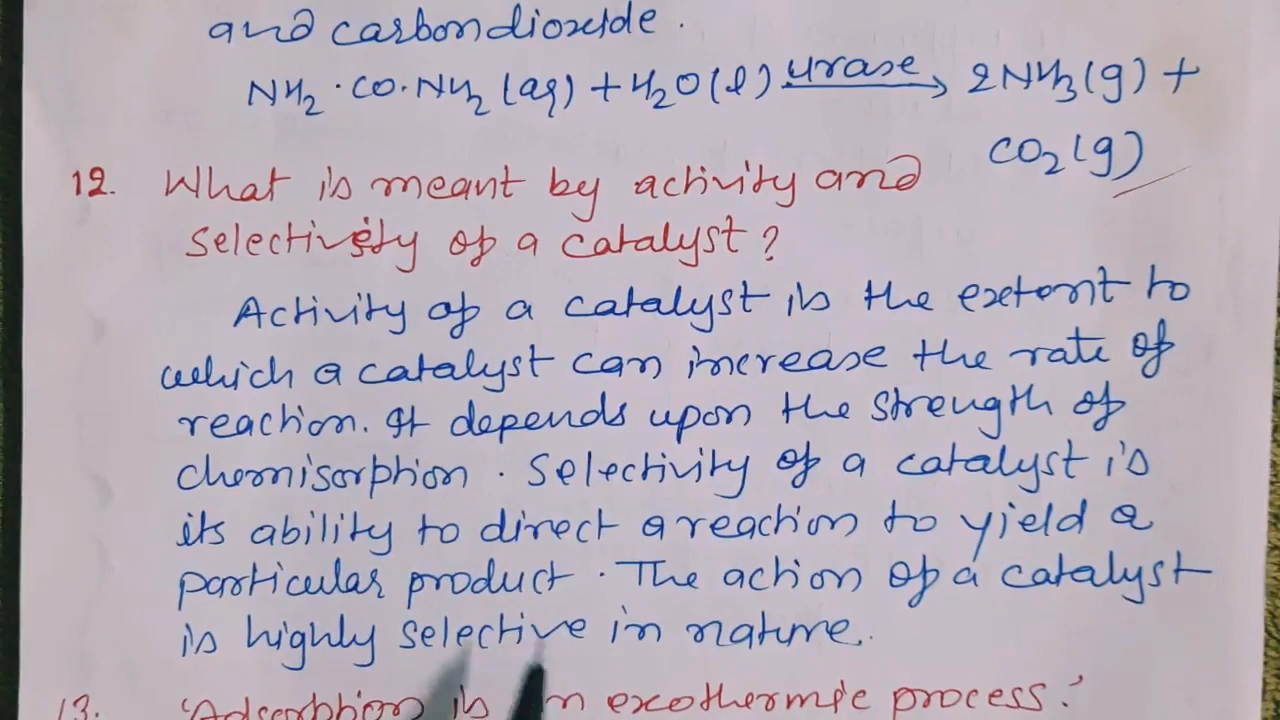 and carbondioxide.
NH₂·CO·NH₂(aq) + H₂O(l) urase → 2NH₃(g) +
CO₂(g)
12. What is meant by activity and
selectivity of a catalyst?
Activity of a catalyst is the extent to
which a catalyst can increase the rate of
reaction. It depends upon the strength of
chemisorption. Selectivity of a catalyst is
its ability to direct a reaction to yield a
particular product. The action of a catalyst
is highly selective in nature.
13. 'Adsorption is an exothermic process.'